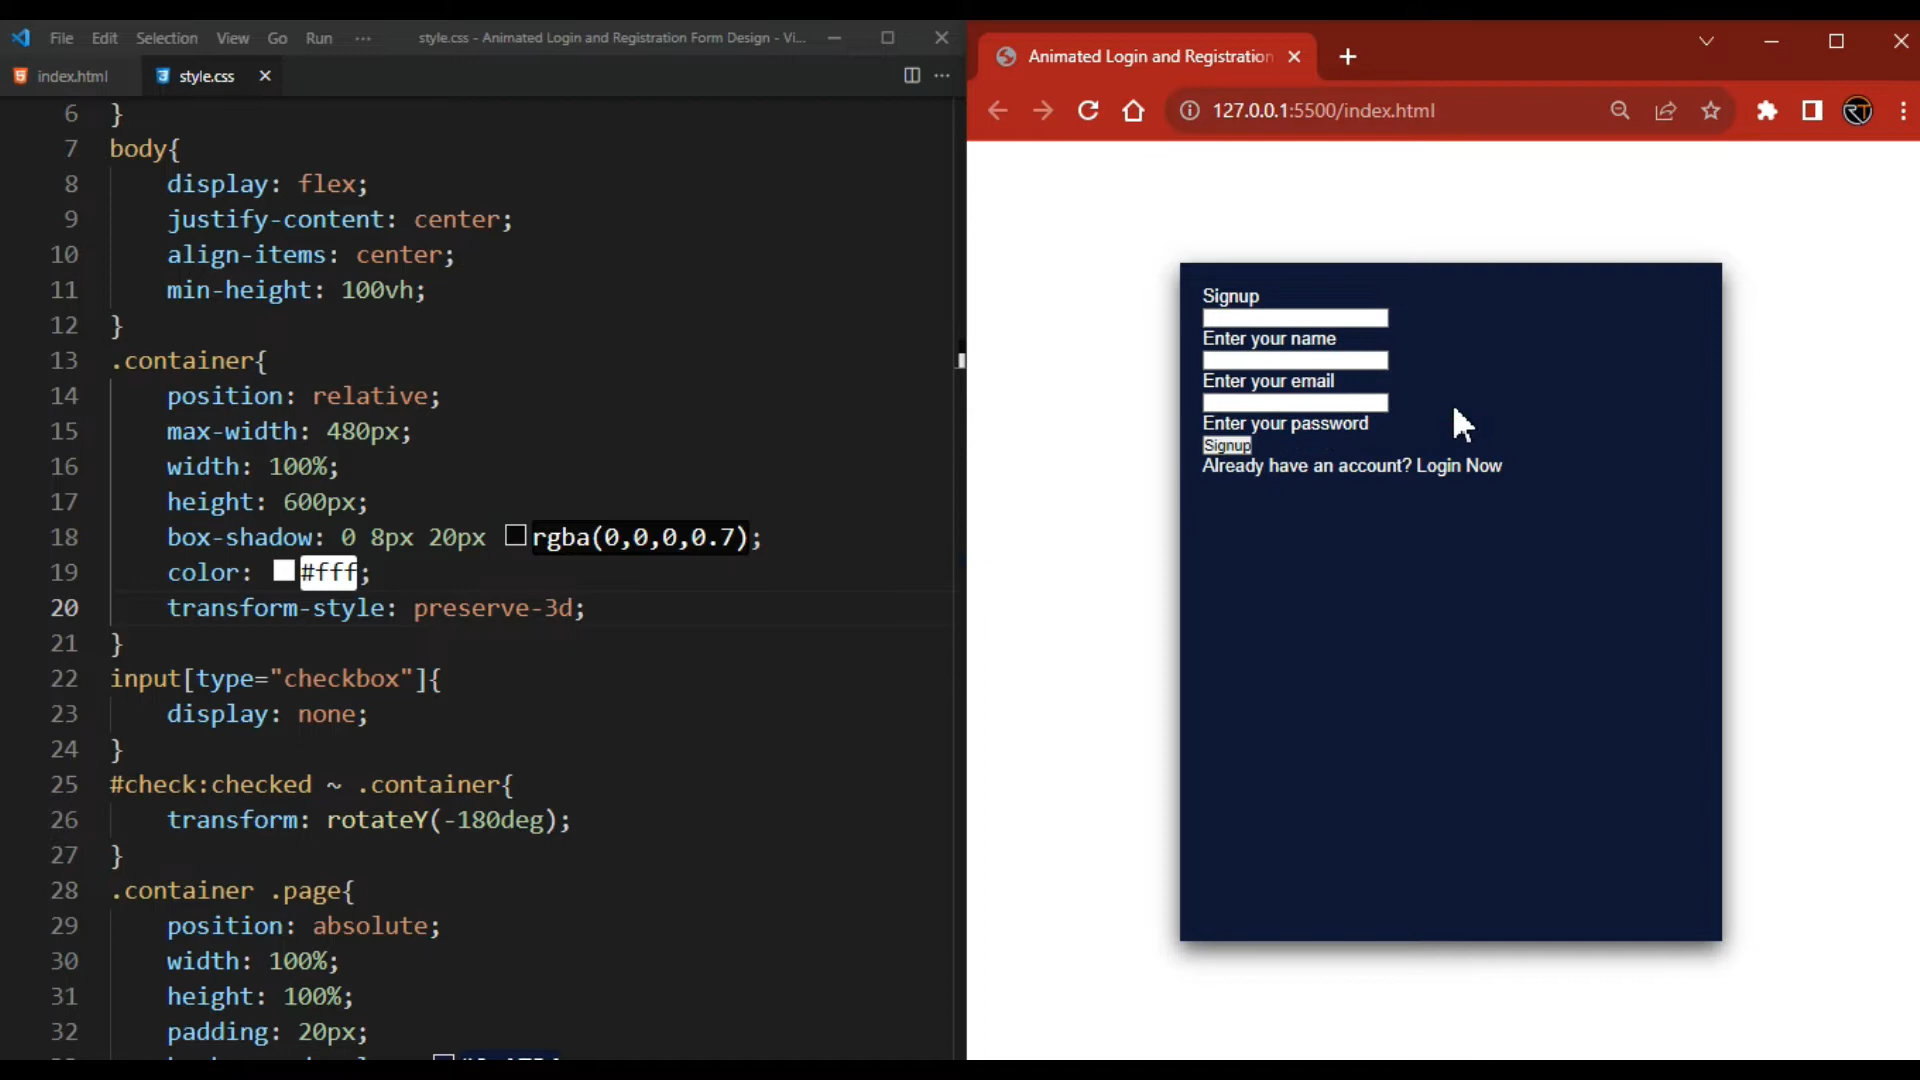 File Edit Selection View Go Run ··· style.css - Animated Login and Registration Form Design - Vi...
index.html style.css
6 }
7 body{
8 display: flex;
9 justify-content: center;
10 align-items: center;
11 min-height: 100vh;
12 }
13 .container{
14 position: relative;
15 max-width: 480px;
16 width: 100%;
17 height: 600px;
18 box-shadow: 0 8px 20px rgba(0,0,0,0.7);
19 color: #fff;
20 transform-style: preserve-3d;
21 }
22 input[type="checkbox"]{
23 display: none;
24 }
25 #check:checked ~ .container{
26 transform: rotateY(-180deg);
27 }
28 .container .page{
29 position: absolute;
30 width: 100%;
31 height: 100%;
32 padding: 20px;
Animated Login and Registration
127.0.0.1:5500/index.html
RT
Signup
Enter your name
Enter your email
Enter your password
Signup
Already have an account? Login Now